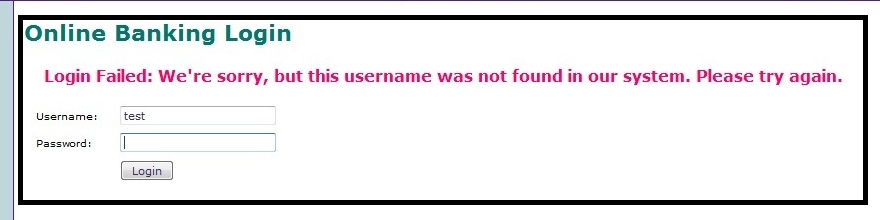 Online Banking Login
Login Failed: We're sorry, but this username was not found in our system. Please try again.
Username: test
Password:
Login